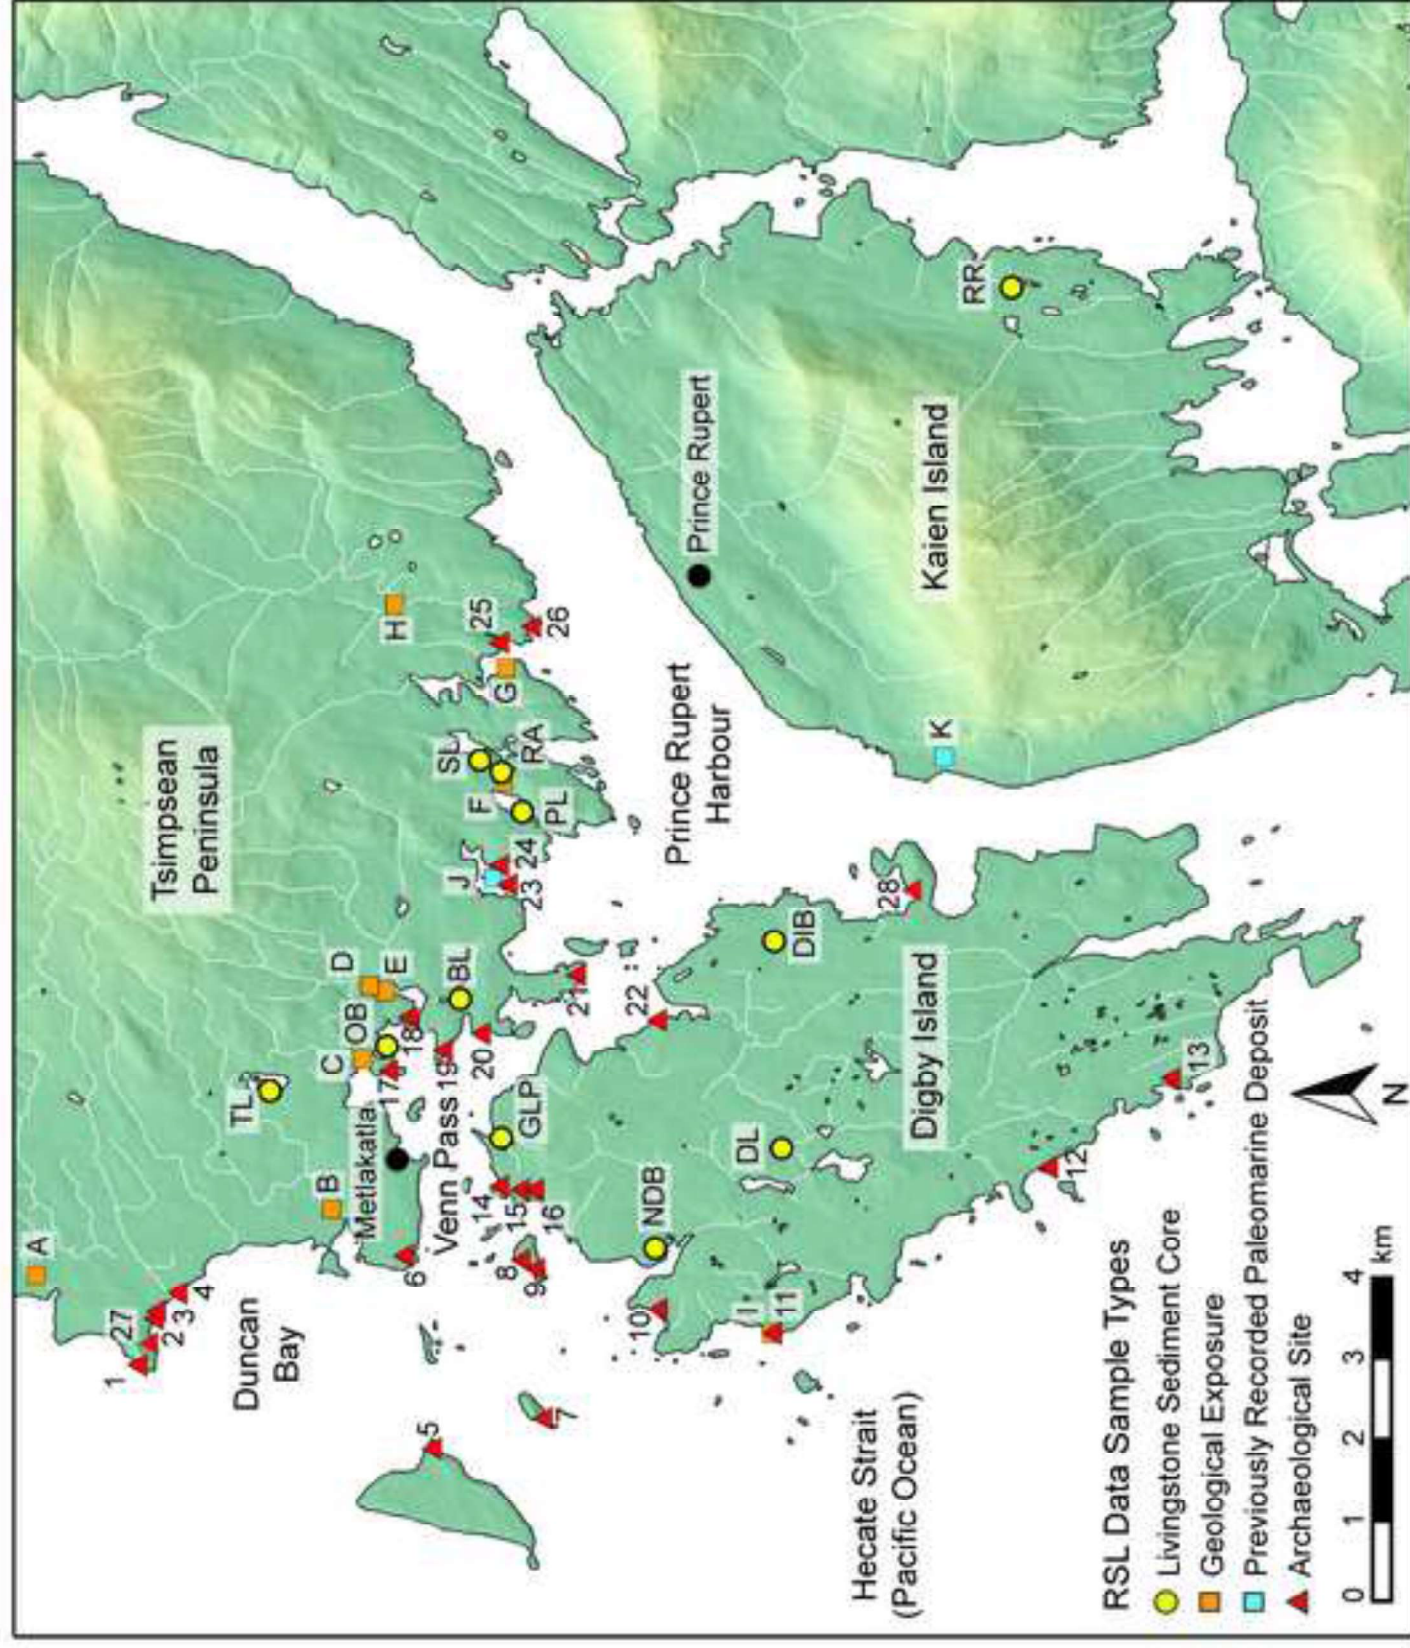 A
1
27
2
3
4
Duncan
Bay
B
TL
Tsimpsean
Peninsula
C
OB
D
E
H
Metlakatla
17
18
6
Venn Pass
19
20
BL
J
23
24
F
SL
RA
PL
G
25
26
5
7
8
9
14
15
16
GLP
21
22
Prince Rupert
Harbour
Prince Rupert
10
NDB
I
11
DL
DIB
28
K
Kaien Island
RR
Digby Island
12
13
Hecate Strait
(Pacific Ocean)
RSL Data Sample Types
Livingstone Sediment Core
Geological Exposure
Previously Recorded Paleomarine Deposit
Archaeological Site
0 1 2 3 4
km
N